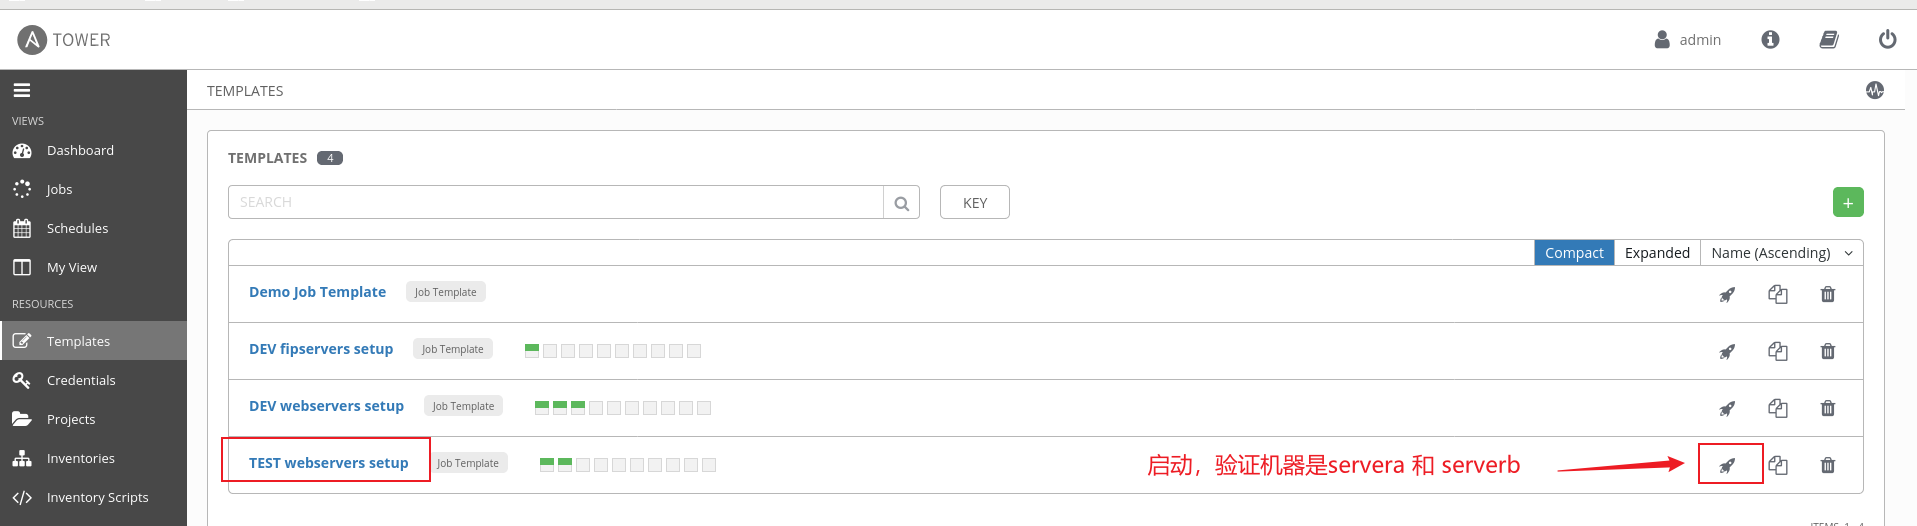 TOWER
admin
VIEWS
Dashboard
Jobs
Schedules
My View
RESOURCES
Templates
Credentials
Projects
Inventories
Inventory Scripts
TEMPLATES
TEMPLATES 4
SEARCH
KEY
+
Compact Expanded Name (Ascending)
Demo Job Template Job Template
DEV fipservers setup Job Template
DEV webservers setup Job Template
TEST webservers setup Job Template
启动，验证机器是servera 和 serverb